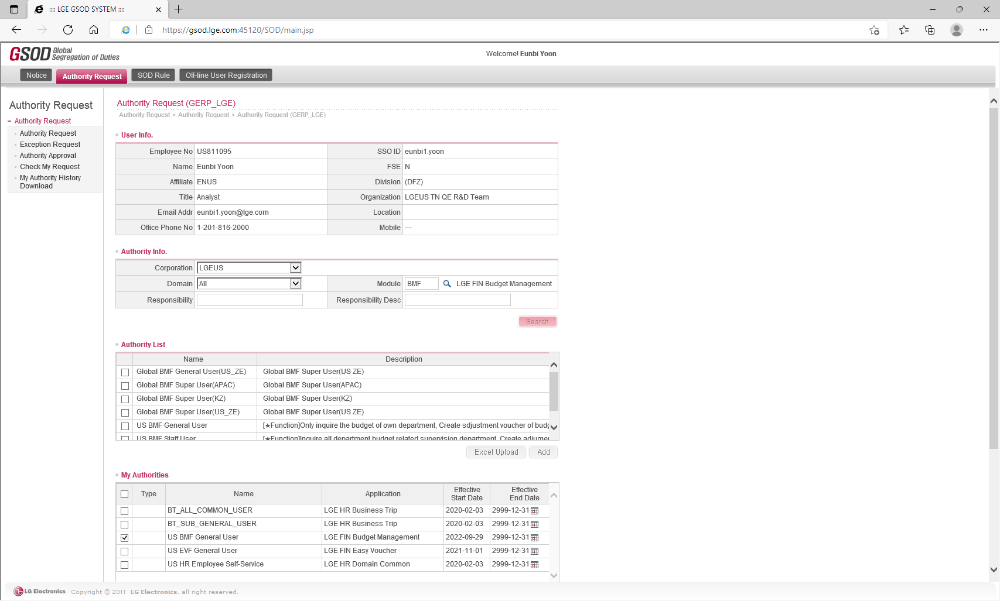 :::: LGE GSOD SYSTEM ::::
https://gsod.lge.com:45120/SOD/main.jsp
GSOD Global Segregation of Duties
Welcome! Eunbi Yoon
Notice Authority Request SOD Rule Off-line User Registration
Authority Request
Authority Request
Authority Request
Exception Request
Authority Approval
Check My Request
My Authority History
Download
Authority Request (GERP_LGE)
Authority Request > Authority Request > Authority Request (GERP_LGE)
User Info.
Employee No US811095 SSO ID eunbi1.yoon
Name Eunbi Yoon FSE N
Affiliate ENUS Division (DFZ)
Title Analyst Organization LGEUS TN QE R&D Team
Email Addr eunbi1.yoon@lge.com Location
Office Phone No 1-201-816-2000 Mobile ---
Authority Info.
Corporation LGEUS
Domain All Module BMF LGE FIN Budget Management
Responsibility Responsibility Desc
Search
Authority List
Name Description
Global BMF General User(US_ZE) Global BMF Super User(US ZE)
Global BMF Super User(APAC) Global BMF Super User(APAC)
Global BMF Super User(KZ) Global BMF Super User(KZ)
Global BMF Super User(US_ZE) Global BMF Super User(US ZE)
US BMF General User [★Function]Only inquire the budget of own department, Create sdjustment voucher of budg
US BMF Staff User [★Function]Inquire all department budget related supervision department, Create adjumen
Excel Upload Add
My Authorities
Type Name Application Effective Start Date Effective End Date
BT_ALL_COMMON_USER LGE HR Business Trip 2020-02-03 2999-12-31
BT_SUB_GENERAL_USER LGE HR Business Trip 2020-02-03 2999-12-31
US BMF General User LGE FIN Budget Management 2022-09-29 2999-12-31
US EVF General User LGE FIN Easy Voucher 2021-11-01 2999-12-31
US HR Employee Self-Service LGE HR Domain Common 2020-02-03 2999-12-31
LG Electronics Copyright © 2011 LG Electronics. all right reserved.